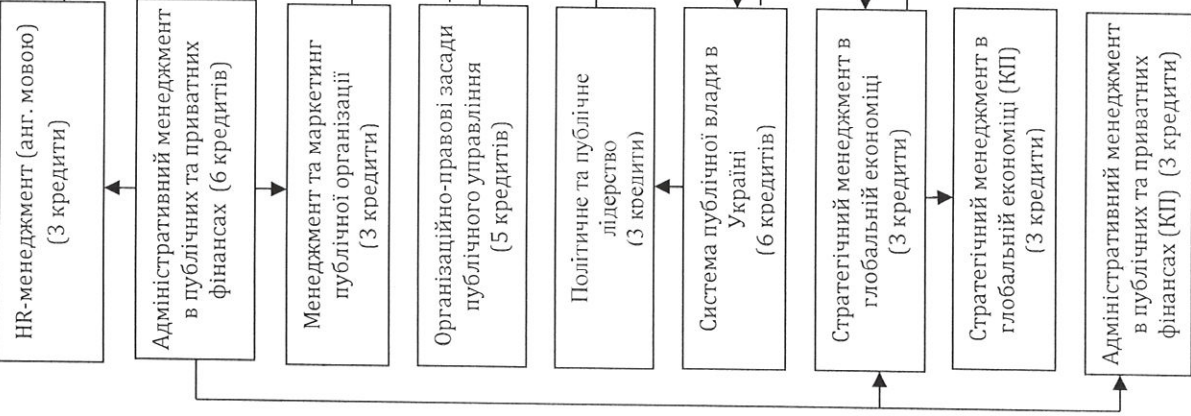 HR-менеджмент (анг. мовою)
(3 кредити)
Адміністративний менеджмент
в публічних та приватних
фінансах (6 кредитів)
Менеджмент та маркетинг
публічної організації
(3 кредити)
Організаційно-правові засади
публічного управління
(5 кредитів)
Політичне та публічне
лідерство
(3 кредити)
Система публічної влади в
Україні
(6 кредитів)
Стратегічний менеджмент в
глобальній економіці
(3 кредити)
Стратегічний менеджмент в
глобальній економіці (КП)
(3 кредити)
Адміністративний менеджмент
в публічних та приватних
фінансах (КП) (3 кредити)